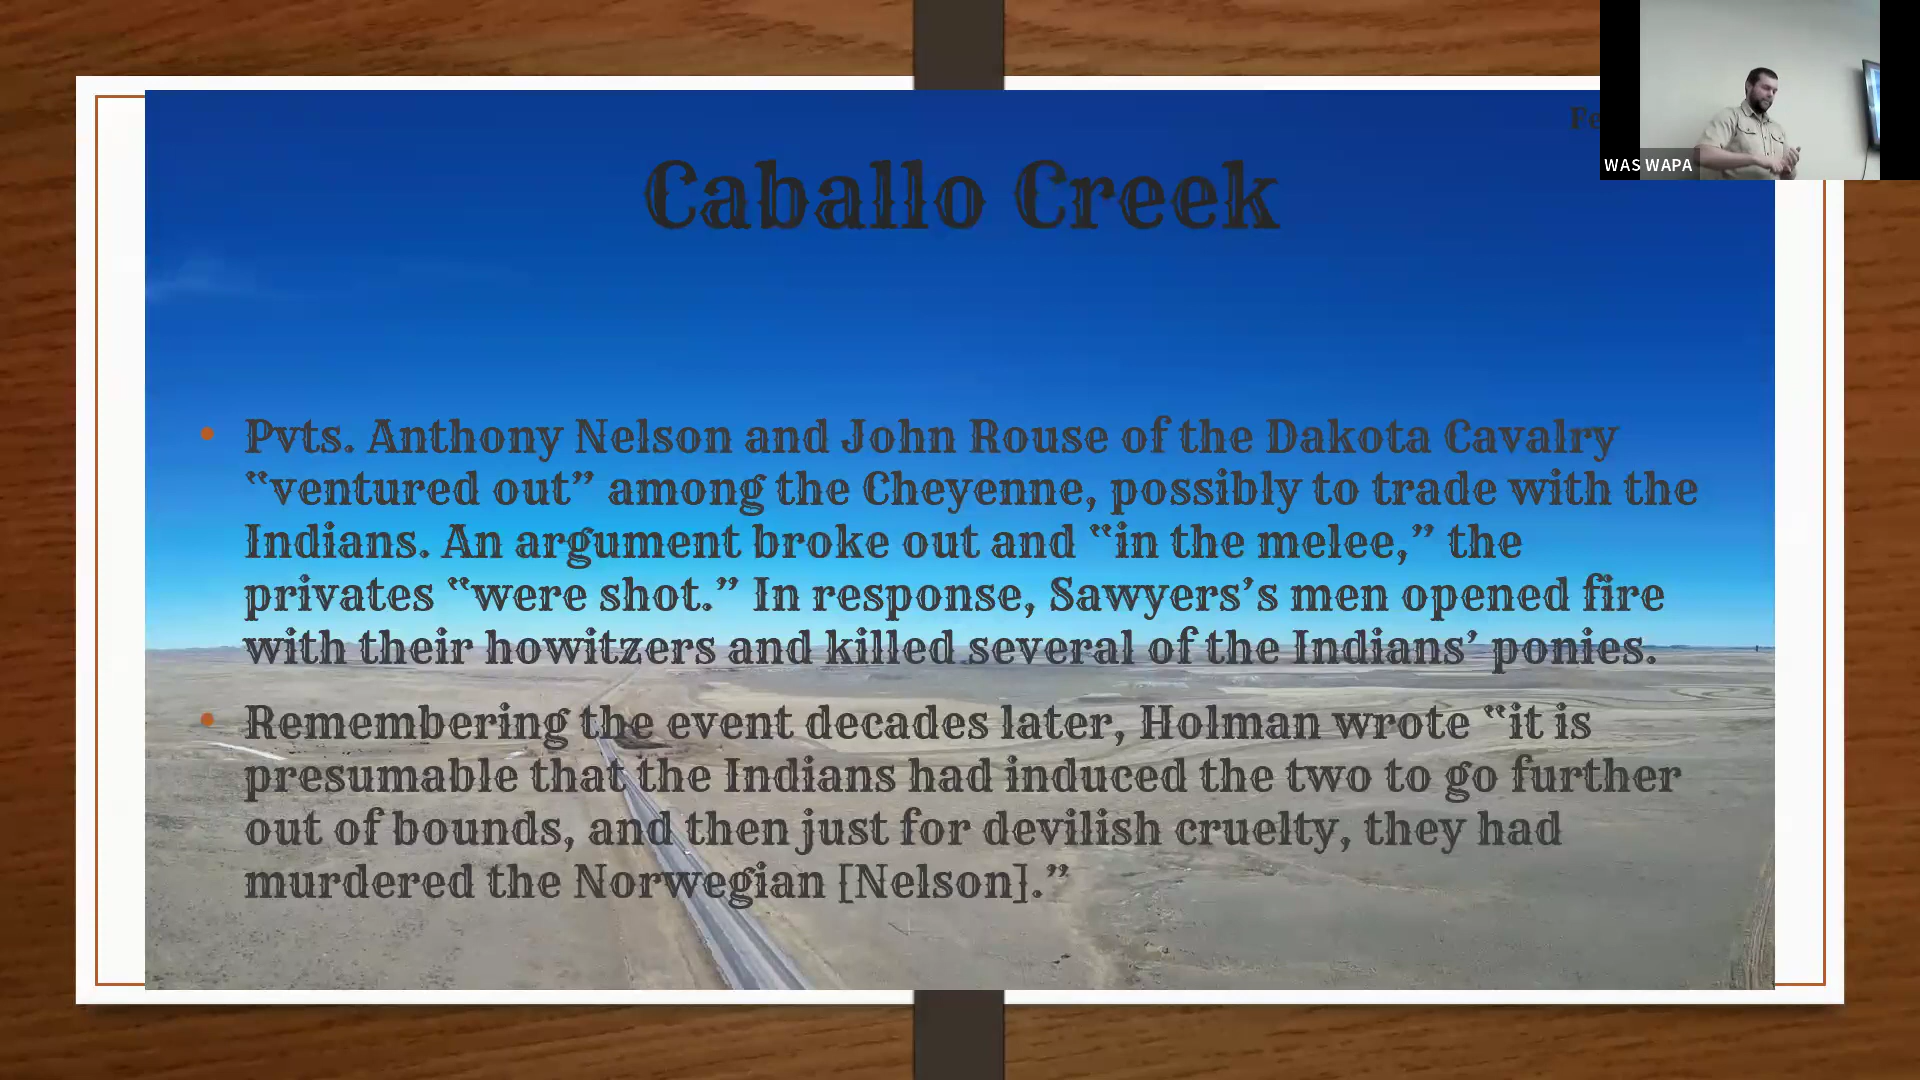 Caballo Creek
WAS WAPA
• Pvts. Anthony Nelson and John Rouse of the Dakota Cavalry
“ventured out” among the Cheyenne, possibly to trade with the
Indians. An argument broke out and “in the melee,” the
privates “were shot.” In response, Sawyers’s men opened fire
with their howitzers and killed several of the Indians’ ponies.
• Remembering the event decades later, Holman wrote “it is
presumable that the Indians had induced the two to go further
out of bounds, and then just for devilish cruelty, they had
murdered the Norwegian [Nelson].”